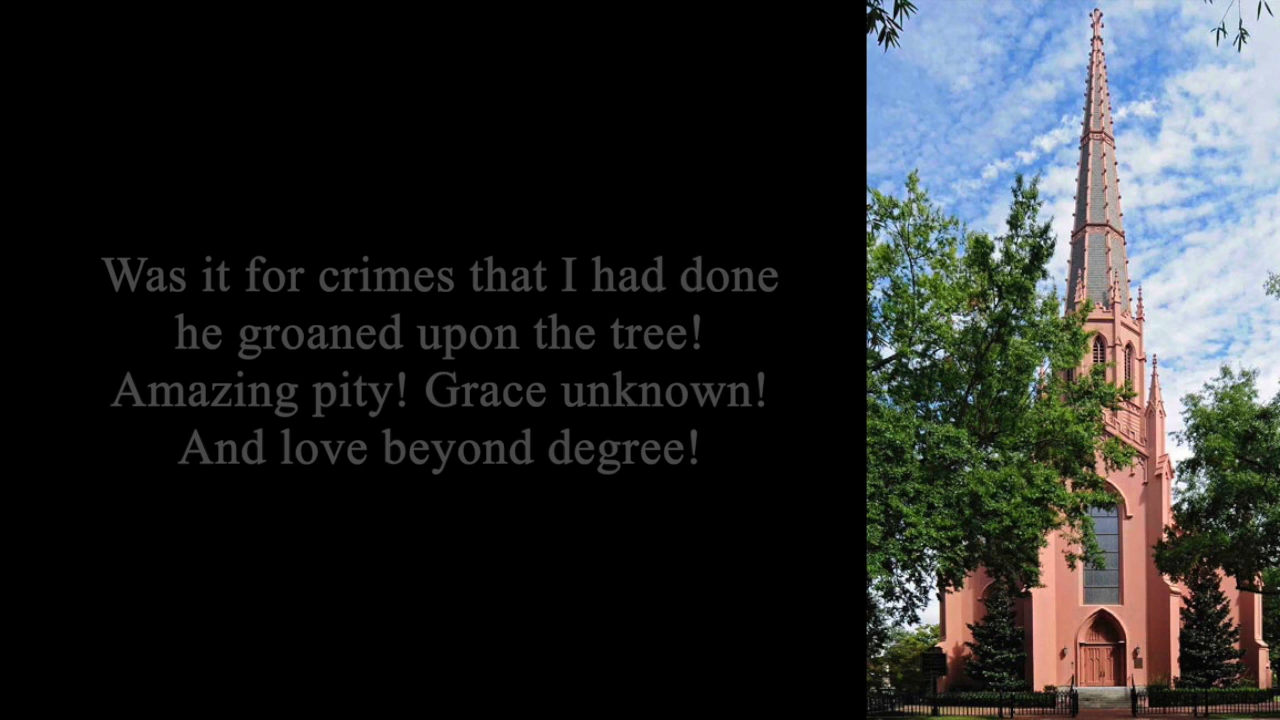 Was it for crimes that I had done
he groaned upon the tree!
Amazing pity! Grace unknown!
And love beyond degree!